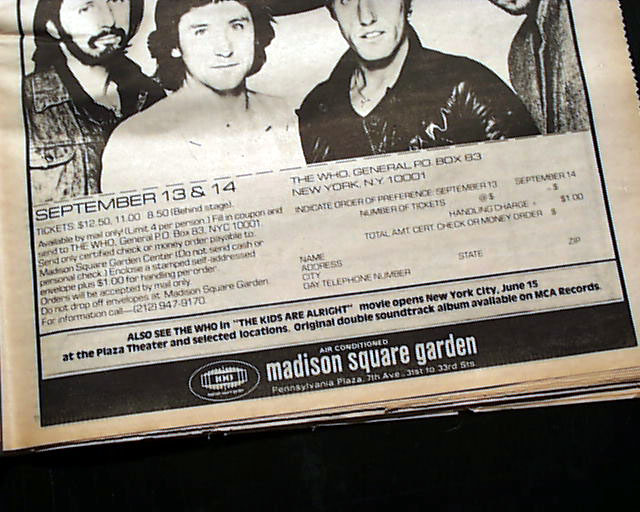 SEPTEMBER 13 & 14
TICKETS $12.50, 11.00 8.50 (Behind stage).
Available by mail only! (Limit 4 per person.) Fill in coupon and
send to THE WHO, General P.O. Box 83, NYC 10001.
Send only certified check or money order payable to:
Madison Square Garden Center (Do not send cash or
personal check.) Enclose a stamped self-addressed
envelope plus $1.00 for handling per order.
Orders will be accepted by mail only.
Do not drop off envelopes at Madison Square Garden.
For information call—(212) 947-9170.
THE WHO, GENERAL P.O. BOX 83
NEW YORK, N.Y. 10001
INDICATE ORDER OF PREFERENCE: SEPTEMBER 13 SEPTEMBER 14
NUMBER OF TICKETS @$ =$
HANDLING CHARGE + $1.00
TOTAL AMT. CERT. CHECK OR MONEY ORDER $
NAME
ADDRESS
CITY STATE ZIP
DAY TELEPHONE NUMBER
ALSO SEE THE WHO in "THE KIDS ARE ALRIGHT" movie opens New York City, June 15
at the Plaza Theater and selected locations. Original double soundtrack album available on MCA Records.
AIR CONDITIONED
madison square garden
Pennsylvania Plaza, 7th Ave., 31st to 33rd Sts.